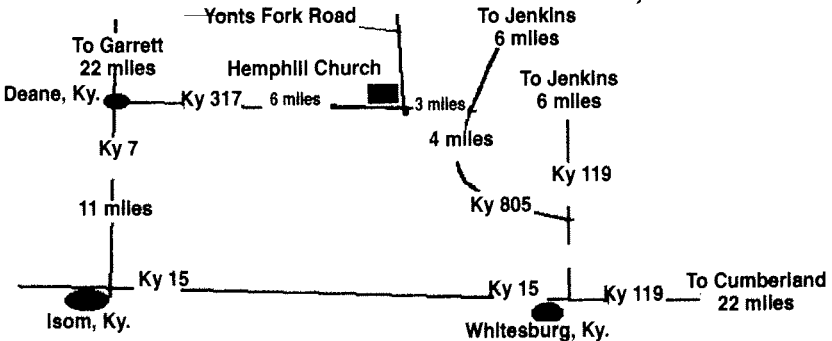 Yonts Fork Road
To Jenkins
6 miles
To Garrett
22 miles
Hemphill Church
To Jenkins
6 miles
Deane, Ky.
Ky 317
6 miles
3 miles
4 miles
Ky 7
Ky 119
11 miles
Ky 805
Ky 15
Ky 15
Ky 119
To Cumberland
22 miles
Isom, Ky.
Whitesburg, Ky.